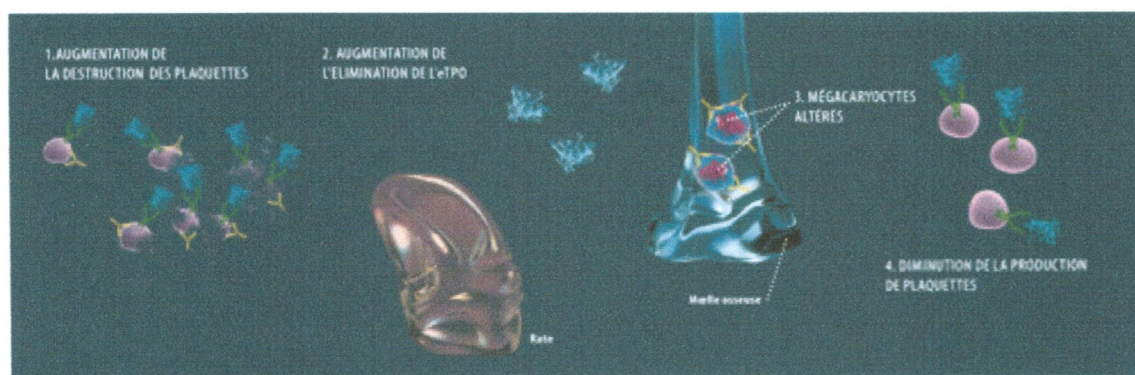 1.AUGMENTATION DE
LA DESTRUCTION DES PLAQUETTES
2. AUGMENTATION DE
L'ELIMINATION DE L'eTPO
3. MÉGACARYOCYTES
ALTÉRÉS
4. DIMINUTION DE LA PRODUCTION
DE PLAQUETTES
Mœlle osseuse
Rate